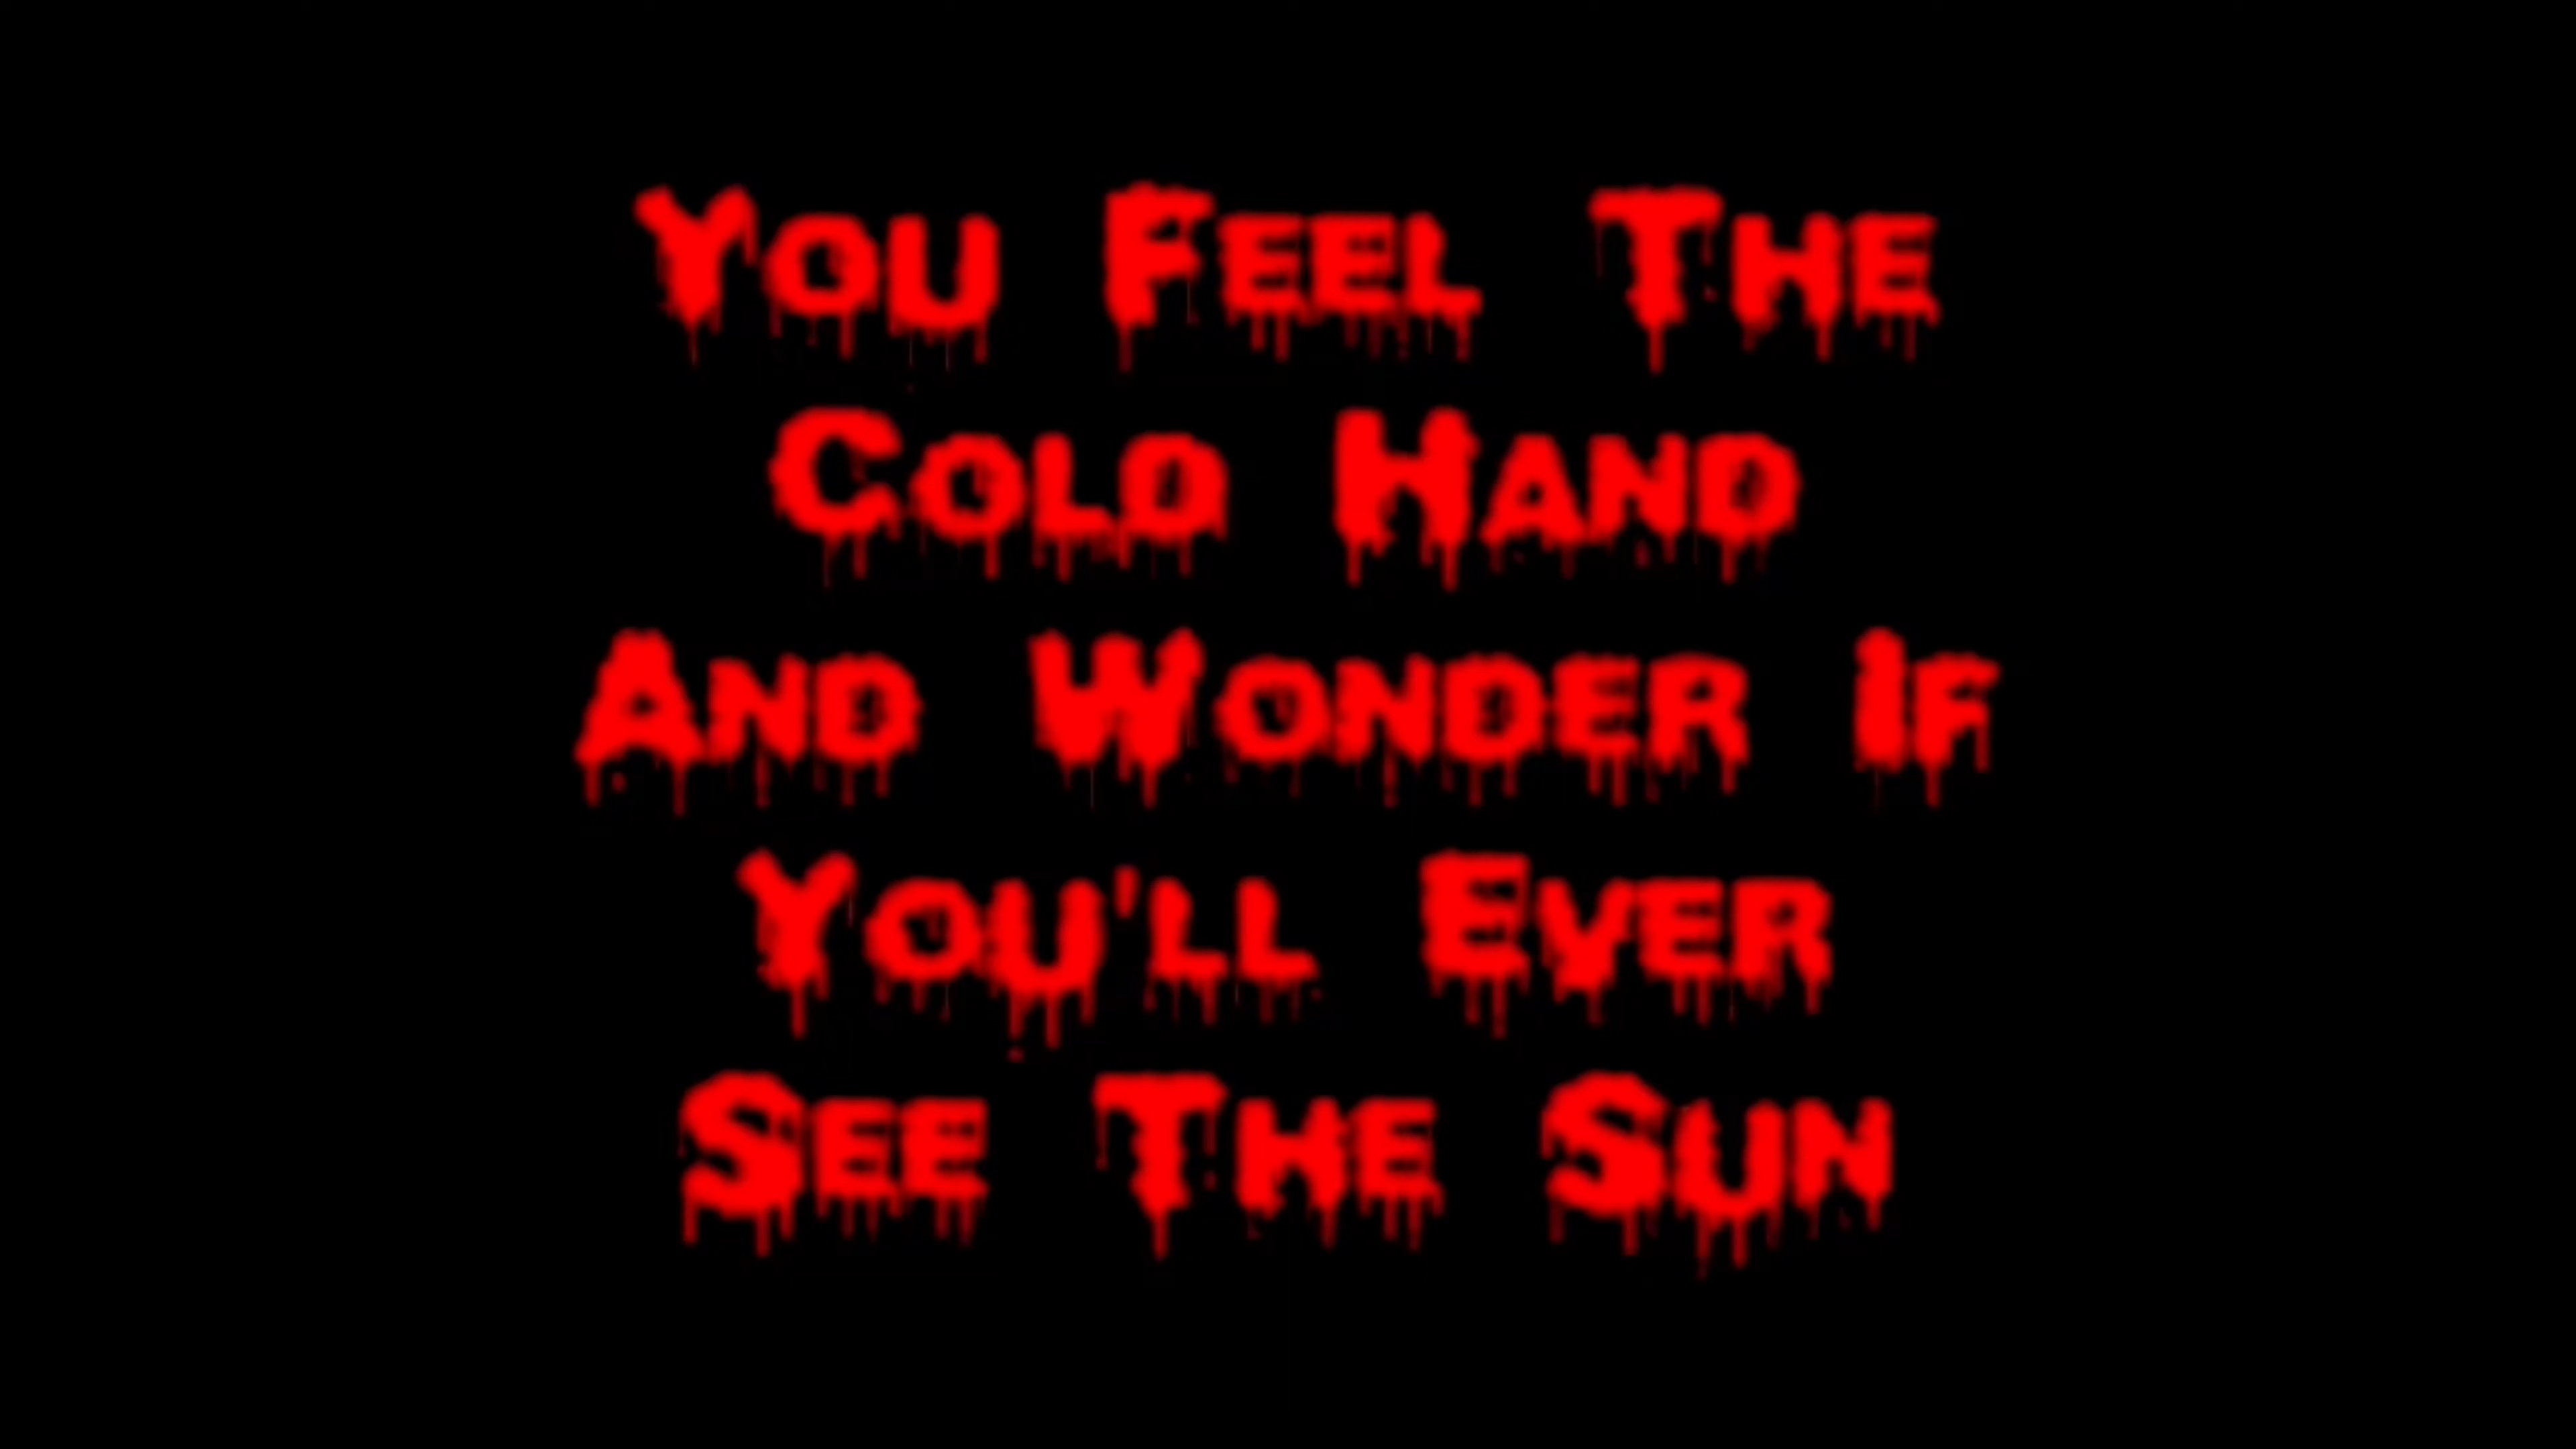 You Feel The
Cold Hand
And Wonder If
You'll Ever
See The Sun